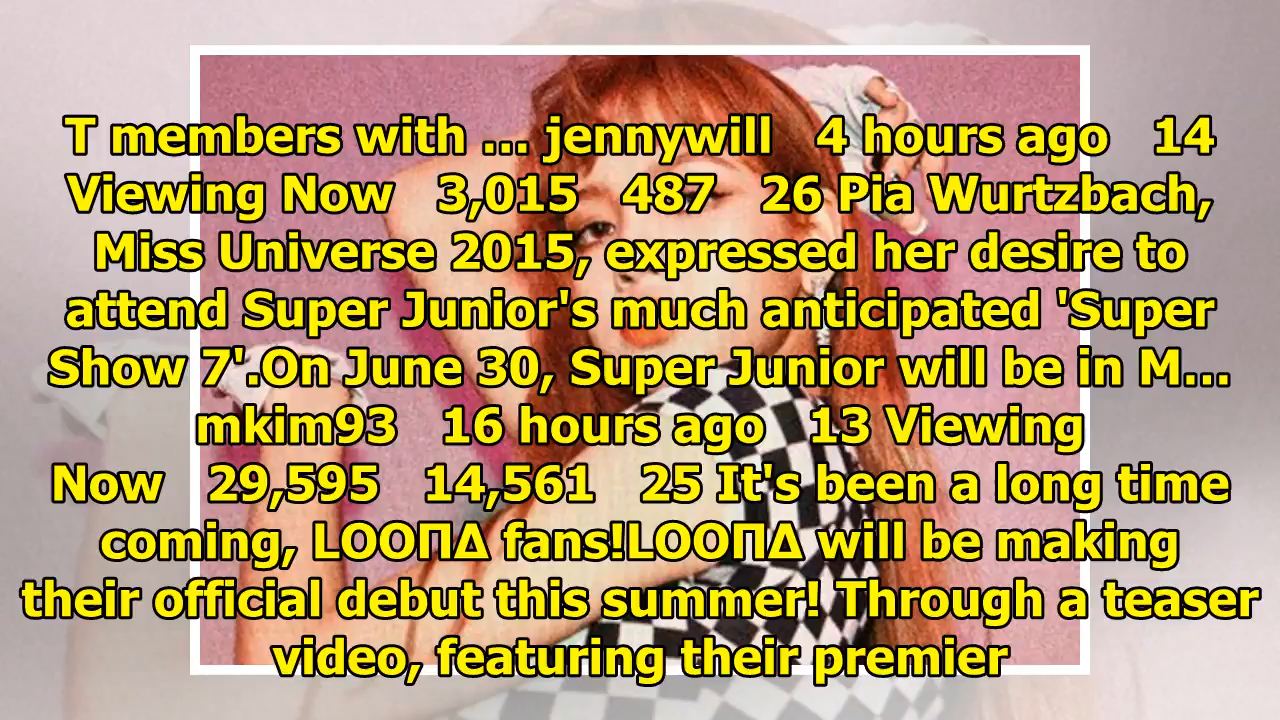 T members with ... jennywill 4 hours ago 14
Viewing Now 3,015 487 26 Pia Wurtzbach,
Miss Universe 2015, expressed her desire to
attend Super Junior's much anticipated 'Super
Show 7'.On June 30, Super Junior will be in M...
mkim93 16 hours ago 13 Viewing
Now 29,595 14,561 25 It's been a long time
coming, LOOΠΔ fans!LOOΠΔ will be making
their official debut this summer! Through a teaser
video, featuring their premier